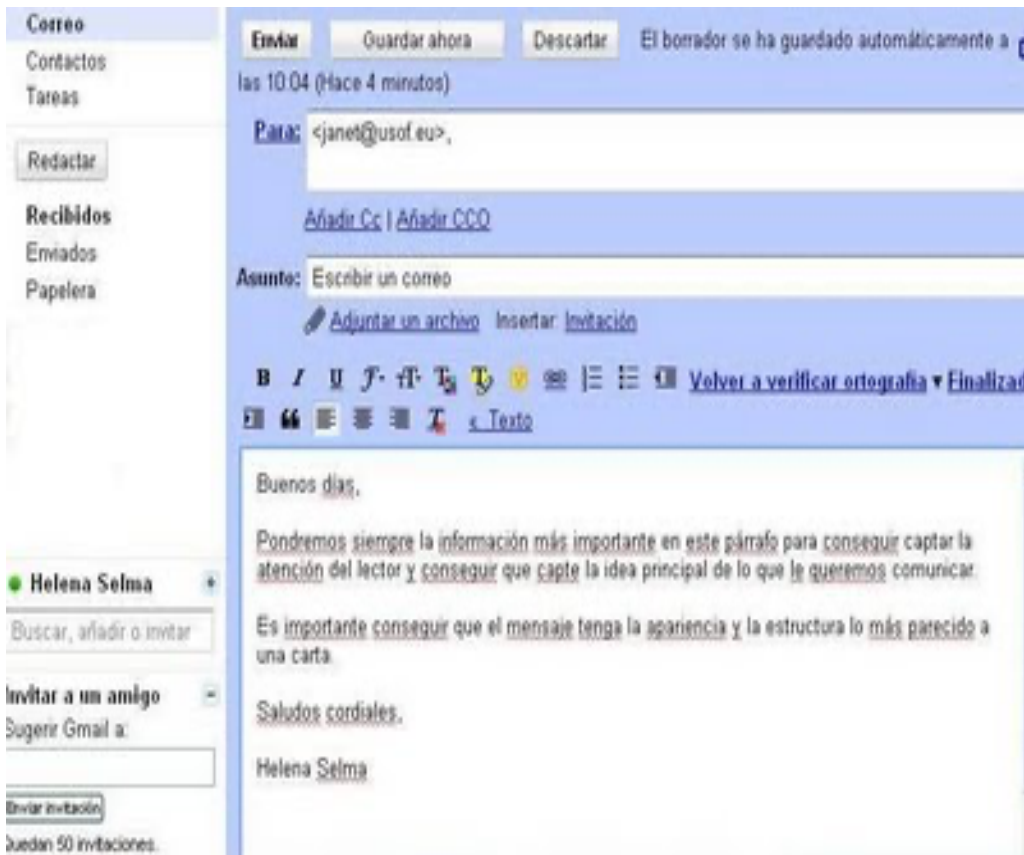 Correo
Contactos
Tareas
Redactar
Recibidos
Enviados
Papelera
Helena Selma
Buscar, añadir o invitar
Invitar a un amigo
Sugerir Gmail a:
Enviar invitación
Quedan 50 invitaciones.
Enviar Guardar ahora Descartar El borrador se ha guardado automáticamente a
las 10:04 (Hace 4 minutos)
Para: <janet@usof.eu>,
Añadir Cc | Añadir CCO
Asunto: Escribir un correo
Adjuntar un archivo Insertar: Invitación
B I U Volver a verificar ortografía ▾ Finalizad
« Texto
Buenos días,
Pondremos siempre la información más importante en este párrafo para conseguir captar la
atención del lector y conseguir que capte la idea principal de lo que le queremos comunicar.
Es importante conseguir que el mensaje tenga la apariencia y la estructura lo más parecido a
una carta.
Saludos cordiales,
Helena Selma